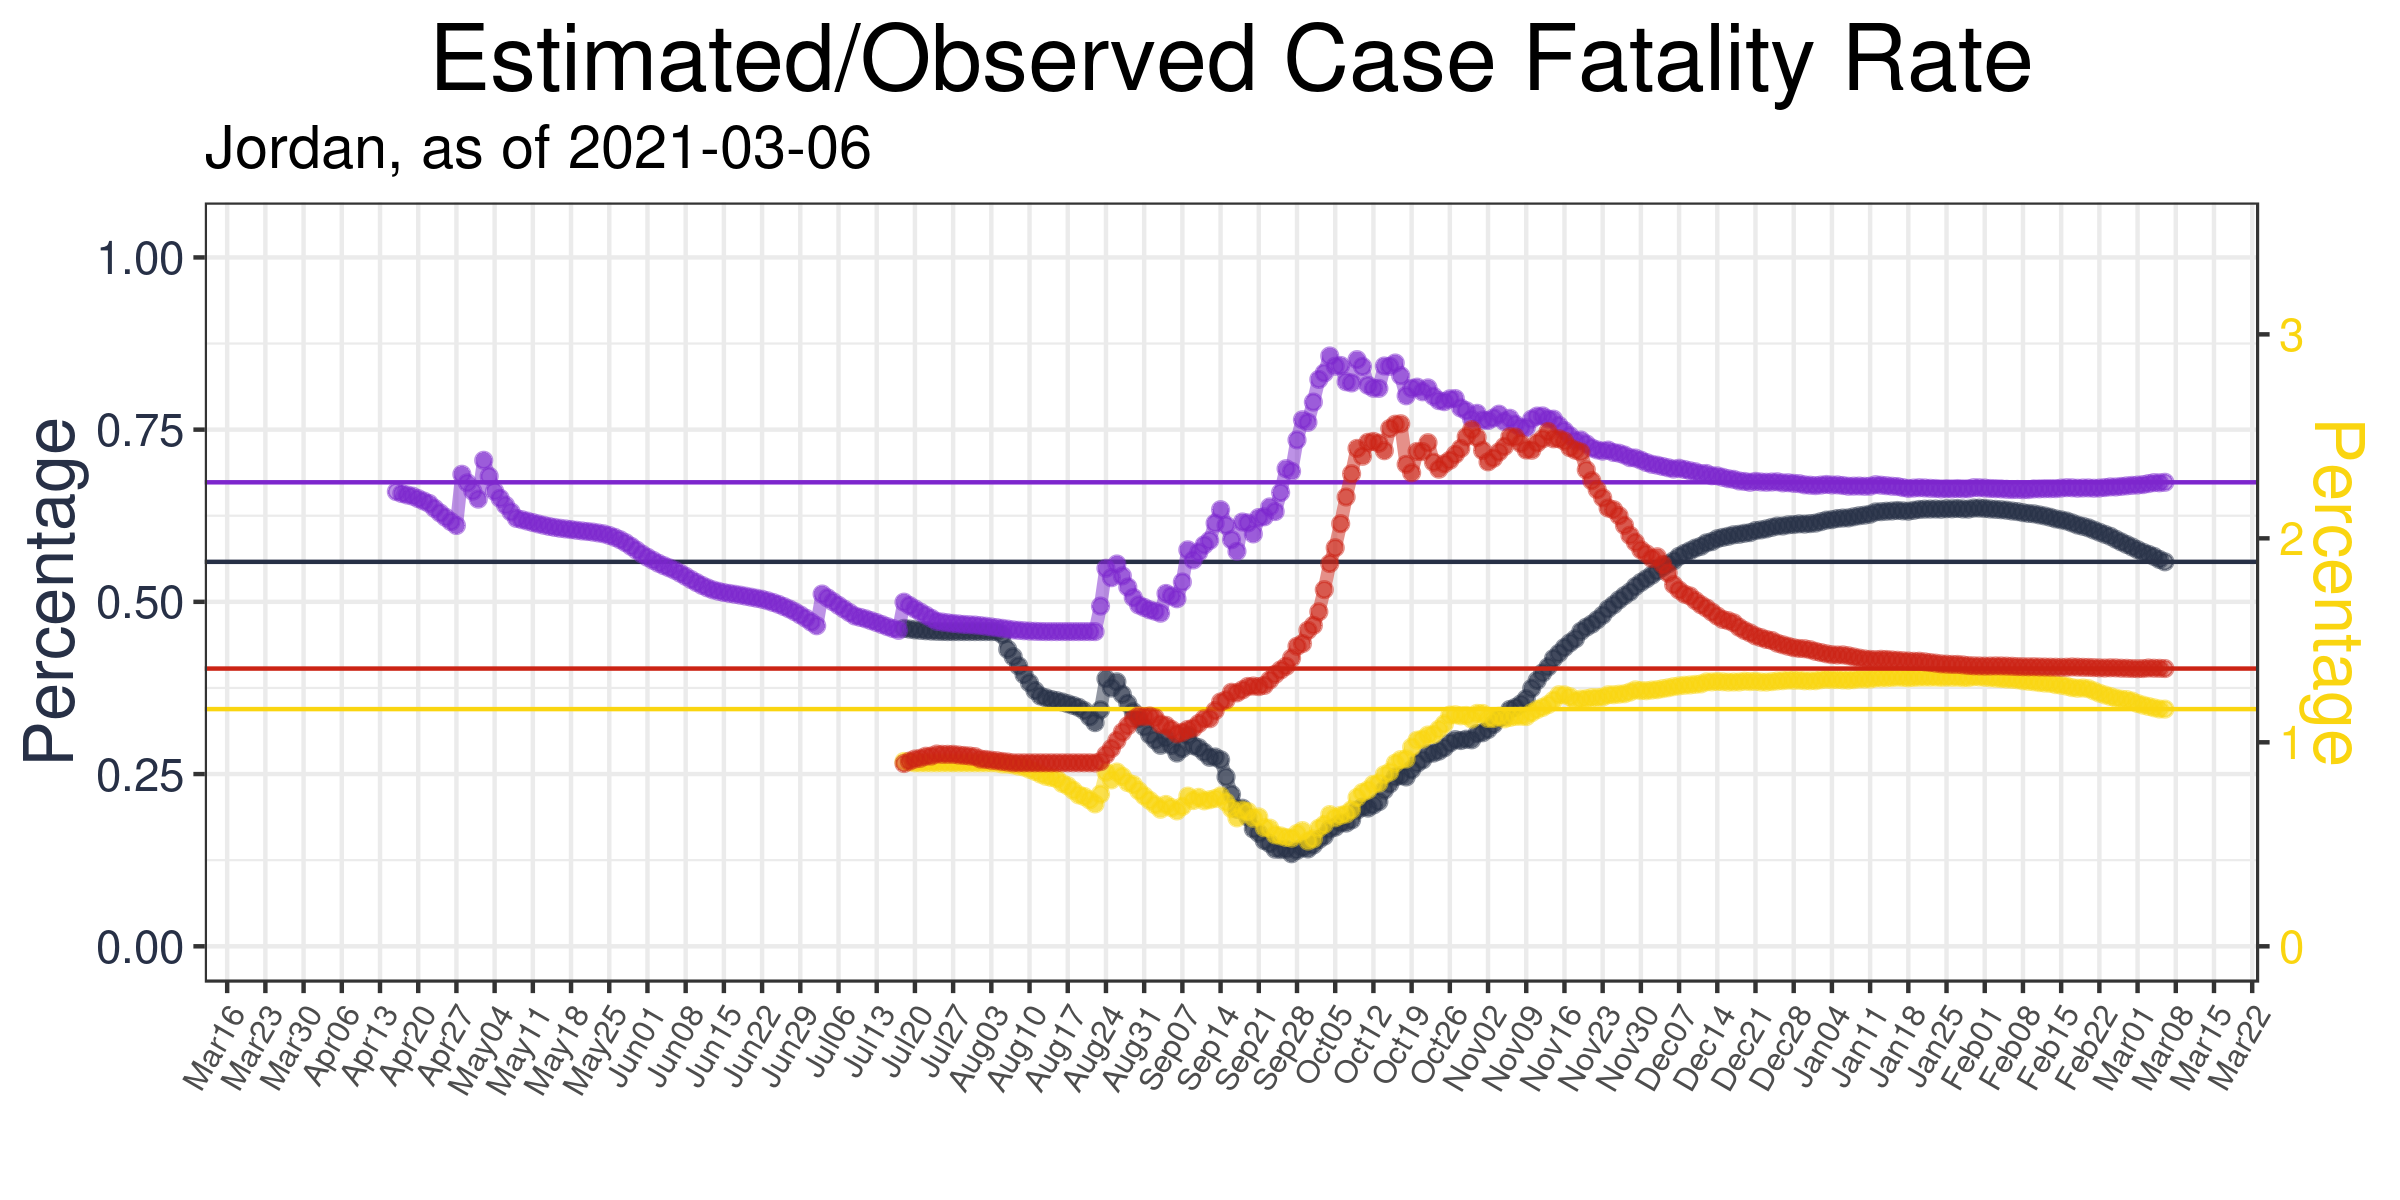 Estimated/Observed Case Fatality Rate
Jordan, as of 2021-03-06
Percentage
1.00
0.75
0.50
0.25
0.00
3
2
1
0
Percentage
Mar16 Mar23 Mar30 Apr06 Apr13 Apr20 Apr27 May04 May11 May18 May25 Jun01 Jun08 Jun15 Jun22 Jun29 Jul06 Jul13 Jul20 Jul27 Aug03 Aug10 Aug17 Aug24 Aug31 Sep07 Sep14 Sep21 Sep28 Oct05 Oct12 Oct19 Oct26 Nov02 Nov09 Nov16 Nov23 Nov30 Dec07 Dec14 Dec21 Dec28 Dec04 Jan11 Jan18 Jan25 Feb01 Feb08 Feb15 Feb22 Mar01 Mar08 Mar15 Mar22